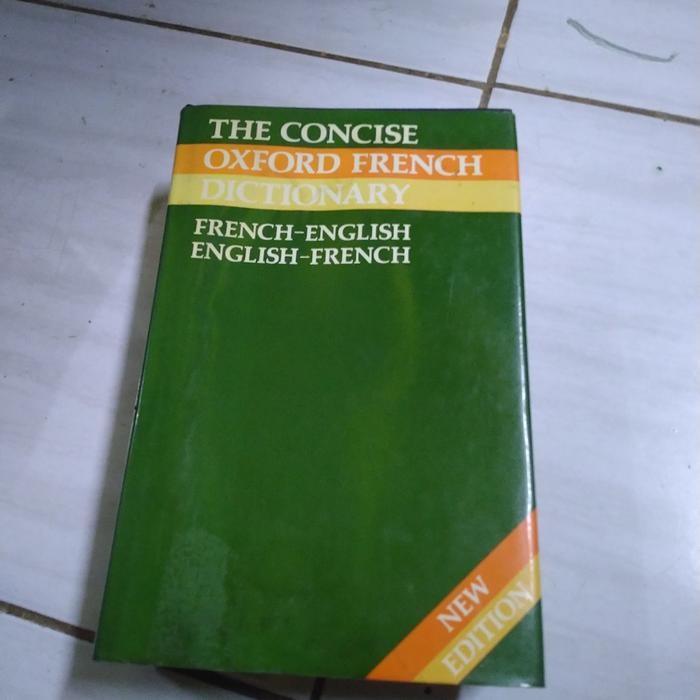 THE CONCISE
OXFORD FRENCH
DICTIONARY
FRENCH-ENGLISH
ENGLISH-FRENCH
NEW
EDITION